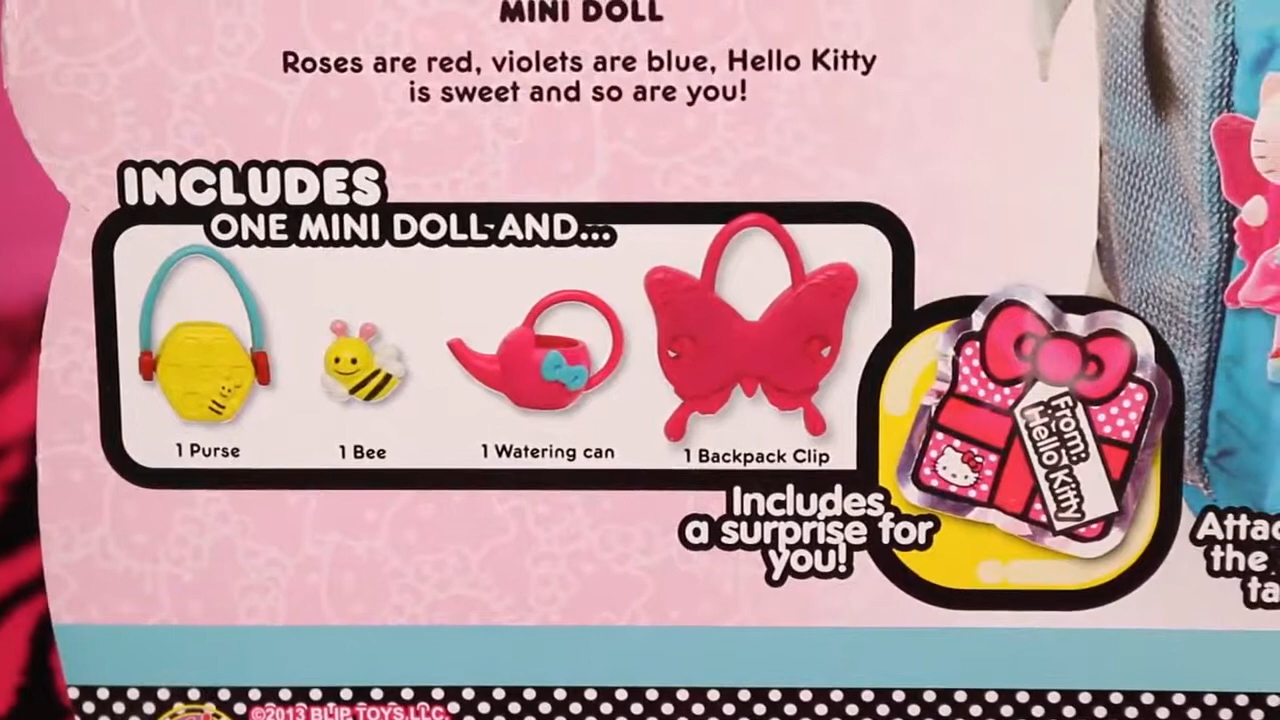 MINI DOLL
Roses are red, violets are blue, Hello Kitty
is sweet and so are you!
INCLUDES
ONE MINI DOLL AND...
1 Purse
1 Bee
1 Watering can
1 Backpack Clip
From:
Hello Kitty
Includes
a surprise for
you!
the
©2013 BLIP TOYS, LLC.